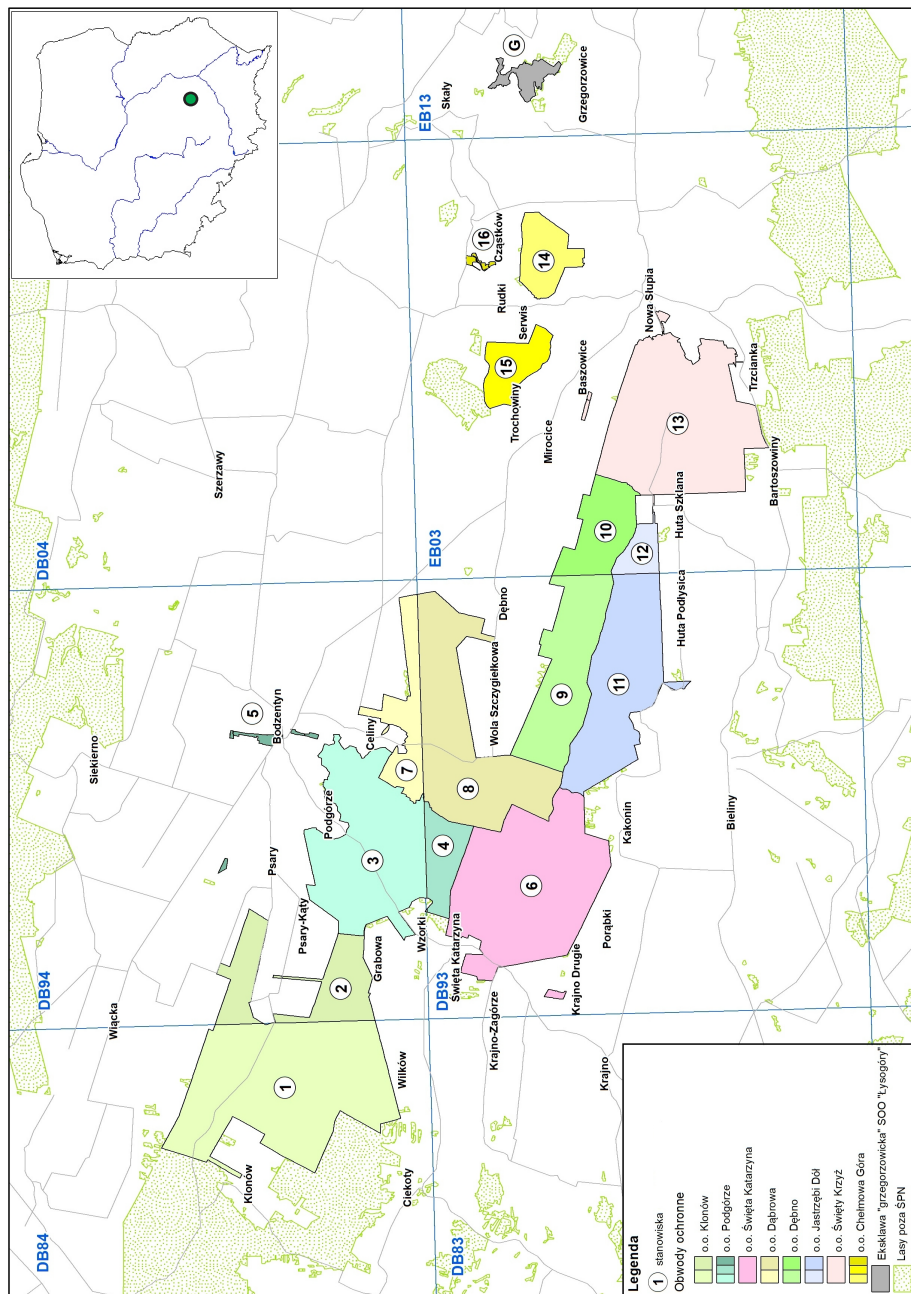 DB84
DB94
DB04
Wiącka
Siekierno
Szerzawy
Klonów
Psary
Psary-Kąty
Bodzentyn
5
Podgórze
Celiny
1
2
3
7
Wilków
Grabowa
Wzorki
Ciekoty
DB83
DB93
EB03
EB13
Skały
G
Grzegorzowice
16
Cząstków
14
Rudki
Serwis
15
Trochowiny
Mirocice
Baszowice
Nowa Słupia
Święta Katarzyna
4
8
Dębno
Wola Szczygiełkowa
Krajno-Zagórze
6
9
10
Krajno Drugie
Krajno
Porąbki
Kakonin
11
12
Huta Podłysica
Huta Szklana
13
Trzcianka
Bartoszowiny
Bieliny
Legenda
1 stanowiska
Obwody ochronne
o.o. Klonów
o.o. Podgórze
o.o. Święta Katarzyna
o.o. Dąbrowa
o.o. Dębno
o.o. Jastrzębi Dół
o.o. Święty Krzyż
o.o. Chełmowa Góra
Eksklawa "grzegorzowicka" SOO "Łysogóry"
Lasy poza ŚPN